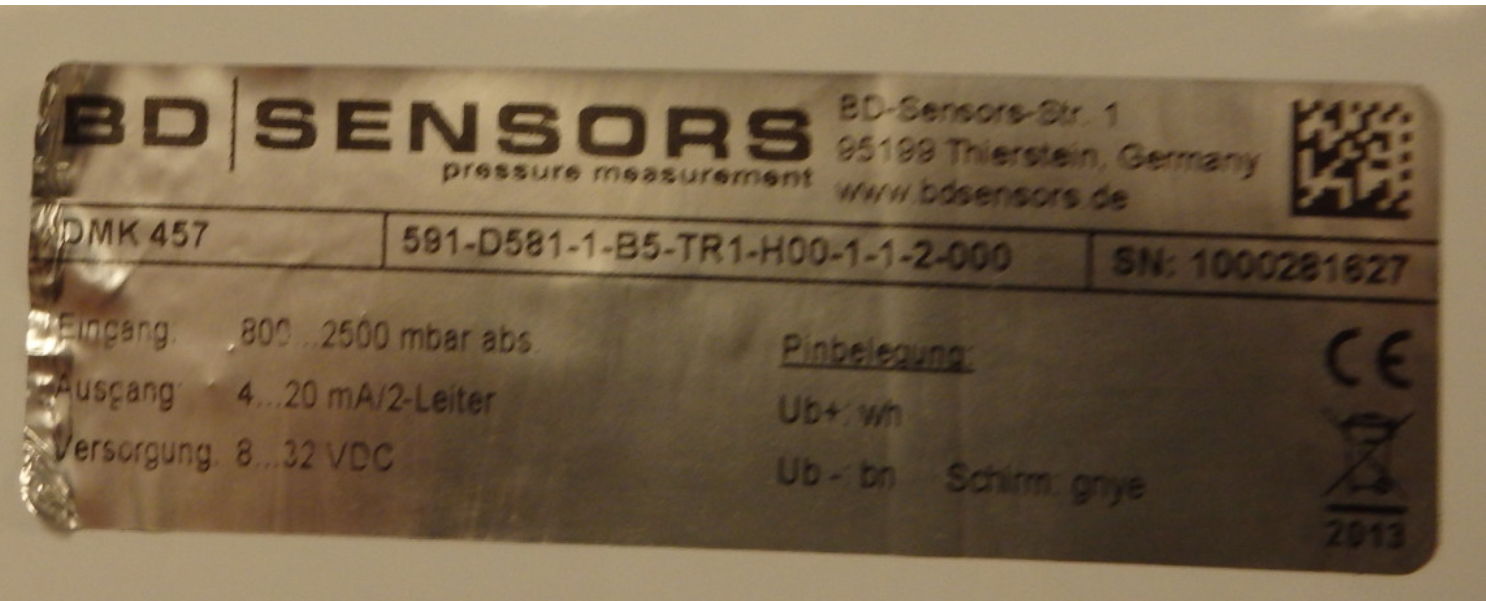 BD SENSORS
pressure measurement
BD-Sensors-Str. 1
95199 Thierstein, Germany
www.bdsensors.de
DMK 457
591-D581-1-B5-TR1-H00-1-1-2-000
SN: 1000281627
Eingang: 800...2500 mbar abs.
Ausgang: 4...20 mA/2-Leiter
Versorgung: 8...32 VDC
Pinbelegung:
Ub+: wh
Ub -: bn Schirm: gnye
CE
2013